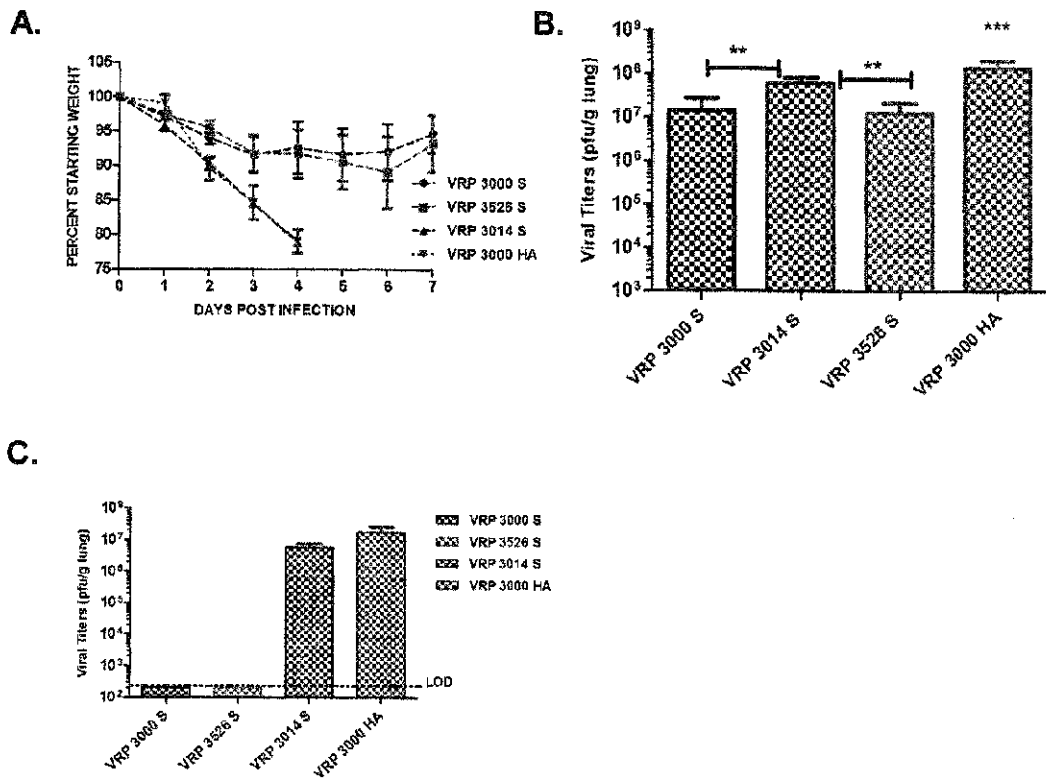 A.
PERCENT STARTING WEIGHT
105
100
95
90
85
80
75
0 1 2 3 4 5 6 7
DAYS POST INFECTION
VRP 3000 S
VRP 3526 S
VRP 3014 S
VRP 3000 HA
B.
Viral Titers (pfu/g lung)
10⁹
10⁸
10⁷
10⁶
10⁵
10⁴
10³
**
**
***
VRP 3000 S
VRP 3014 S
VRP 3526 S
VRP 3000 HA
C.
Viral Titers (pfu/g lung)
10⁹
10⁸
10⁷
10⁶
10⁵
10⁴
10³
10²
LOD
VRP 3000 S
VRP 3526 S
VRP 3014 S
VRP 3000 HA
VRP 3000 S
VRP 3526 S
VRP 3014 S
VRP 3000 HA